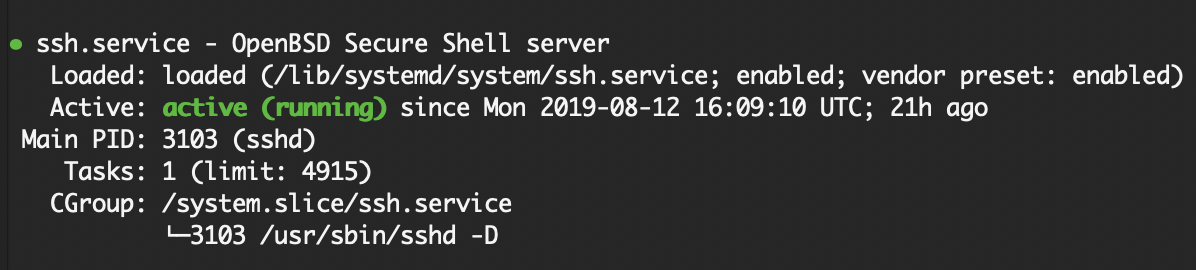 ● ssh.service - OpenBSD Secure Shell server
Loaded: loaded (/lib/systemd/system/ssh.service; enabled; vendor preset: enabled)
Active: active (running) since Mon 2019-08-12 16:09:10 UTC; 21h ago
Main PID: 3103 (sshd)
Tasks: 1 (limit: 4915)
CGroup: /system.slice/ssh.service
└─3103 /usr/sbin/sshd -D